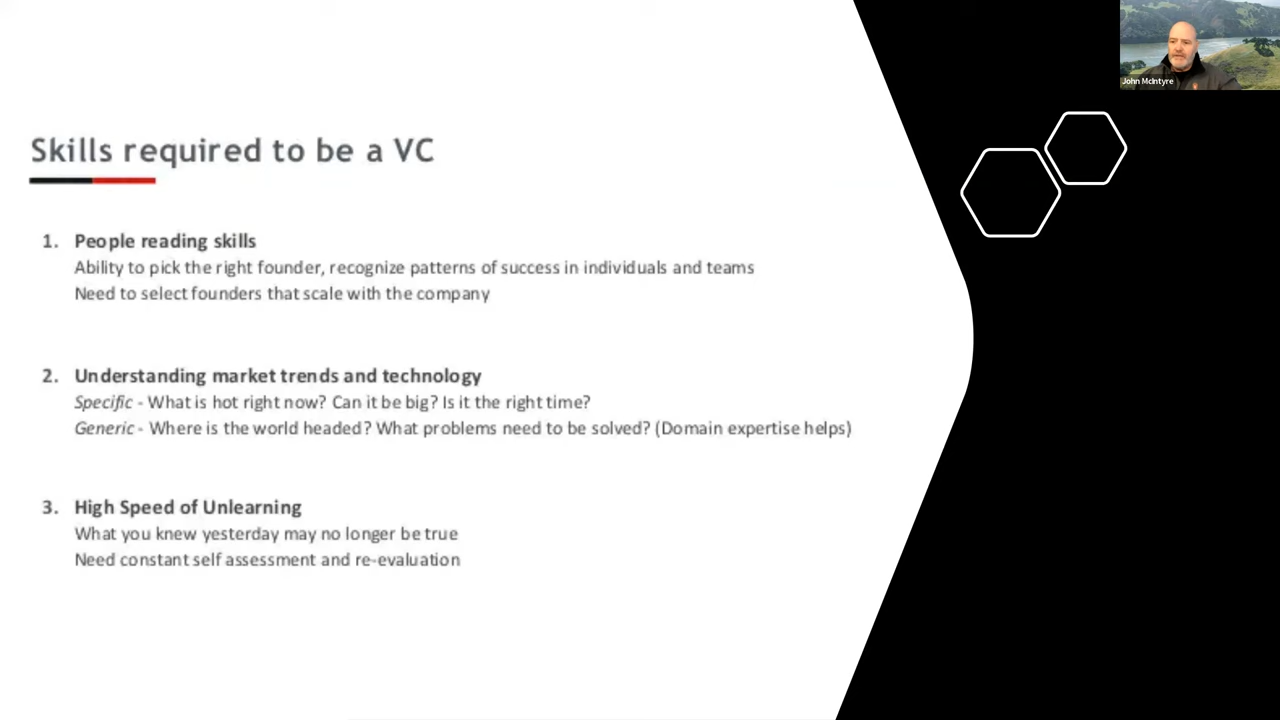 John McIntyre
Skills required to be a VC
1. People reading skills
Ability to pick the right founder, recognize patterns of success in individuals and teams
Need to select founders that scale with the company
2. Understanding market trends and technology
Specific - What is hot right now? Can it be big? Is it the right time?
Generic - Where is the world headed? What problems need to be solved? (Domain expertise helps)
3. High Speed of Unlearning
What you knew yesterday may no longer be true
Need constant self assessment and re-evaluation